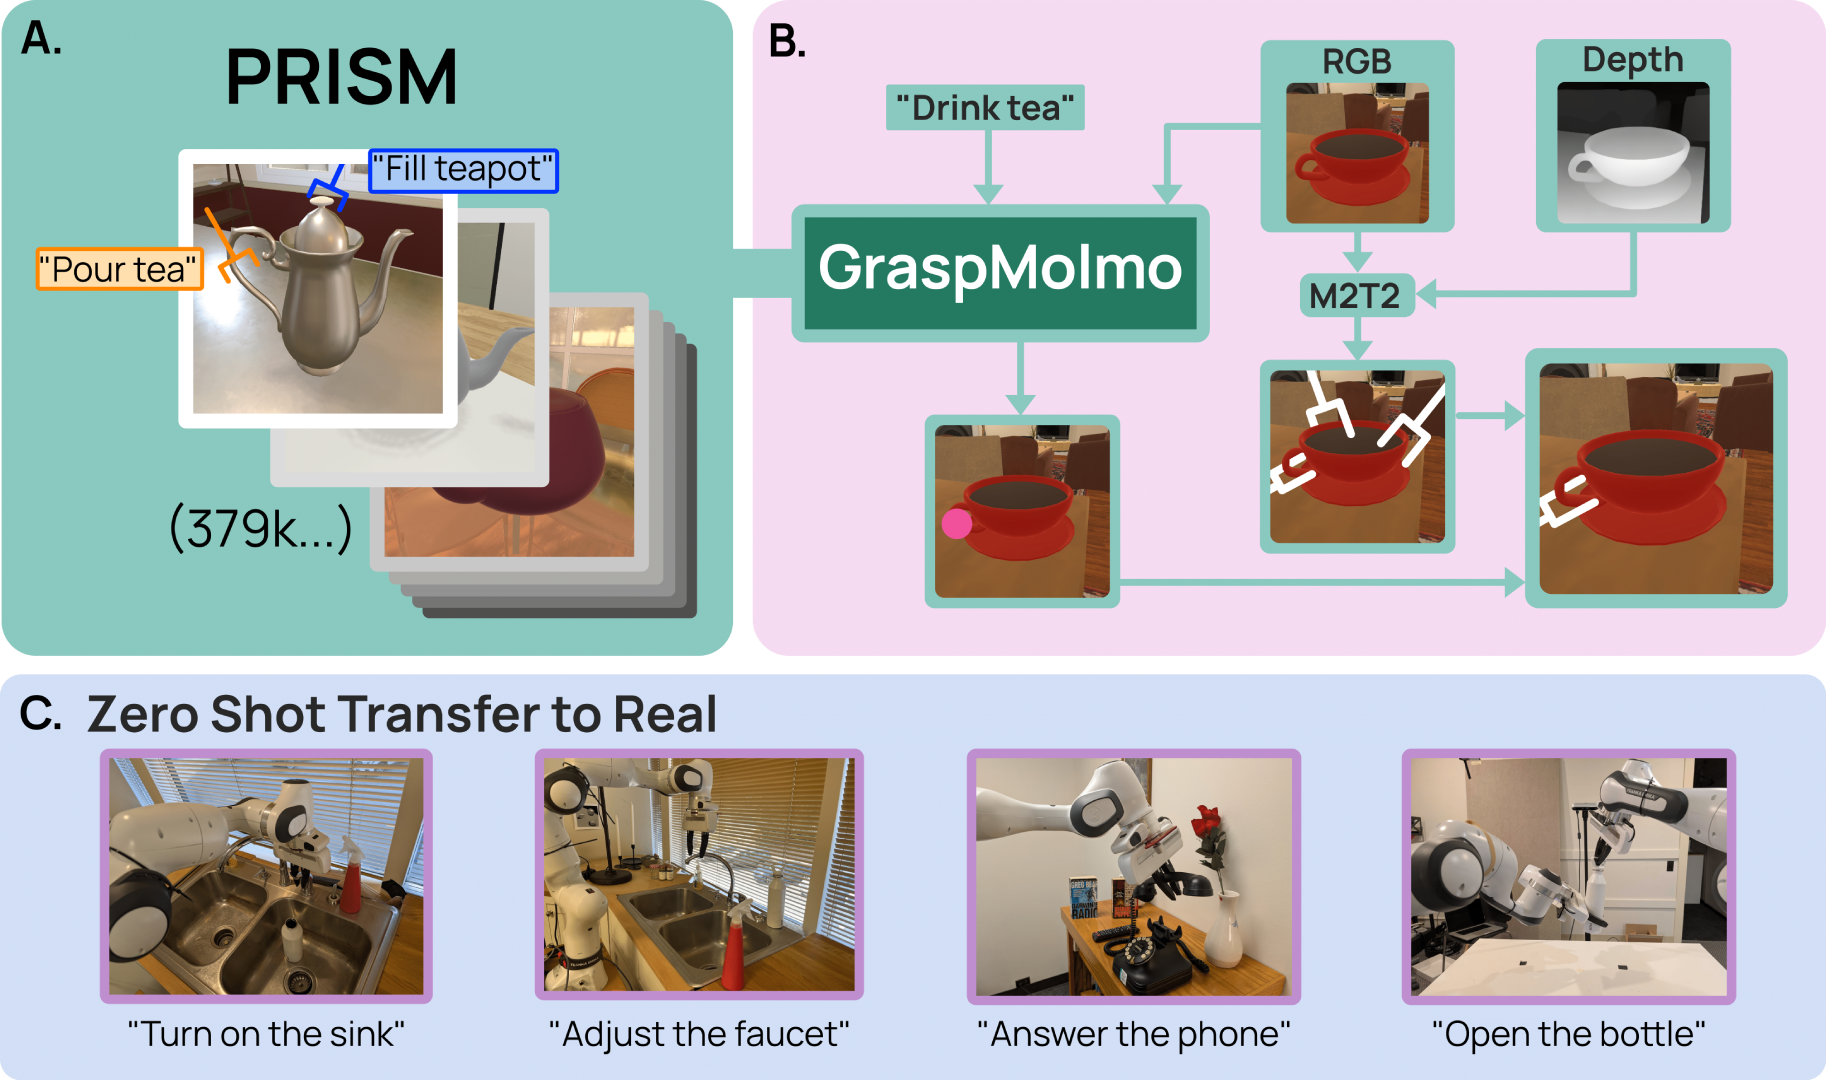 A.
PRISM
"Fill teapot"
"Pour tea"
(379k...)
B.
"Drink tea"
RGB
Depth
GraspMolmo
M2T2
C. Zero Shot Transfer to Real
RADIO
"Turn on the sink"
"Adjust the faucet"
"Answer the phone"
"Open the bottle"